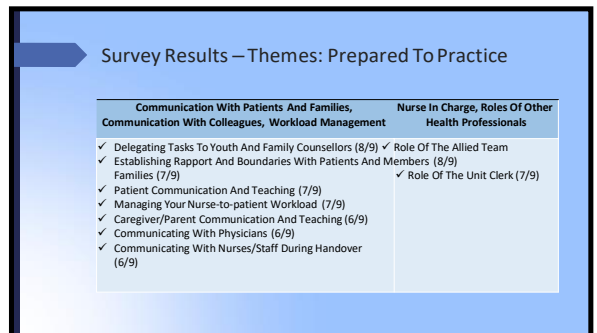 Survey Results – Themes: Prepared To Practice
Communication With Patients And Families,
Communication With Colleagues, Workload Management
Nurse In Charge, Roles Of Other
Health Professionals
✓ Delegating Tasks To Youth And Family Counsellors (8/9)
✓ Establishing Rapport And Boundaries With Patients And
Families (7/9)
✓ Patient Communication And Teaching (7/9)
✓ Managing Your Nurse-to-patient Workload (7/9)
✓ Caregiver/Parent Communication And Teaching (6/9)
✓ Communicating With Physicians (6/9)
✓ Communicating With Nurses/Staff During Handover
(6/9)
✓ Role Of The Allied Team
Members (8/9)
✓ Role Of The Unit Clerk (7/9)